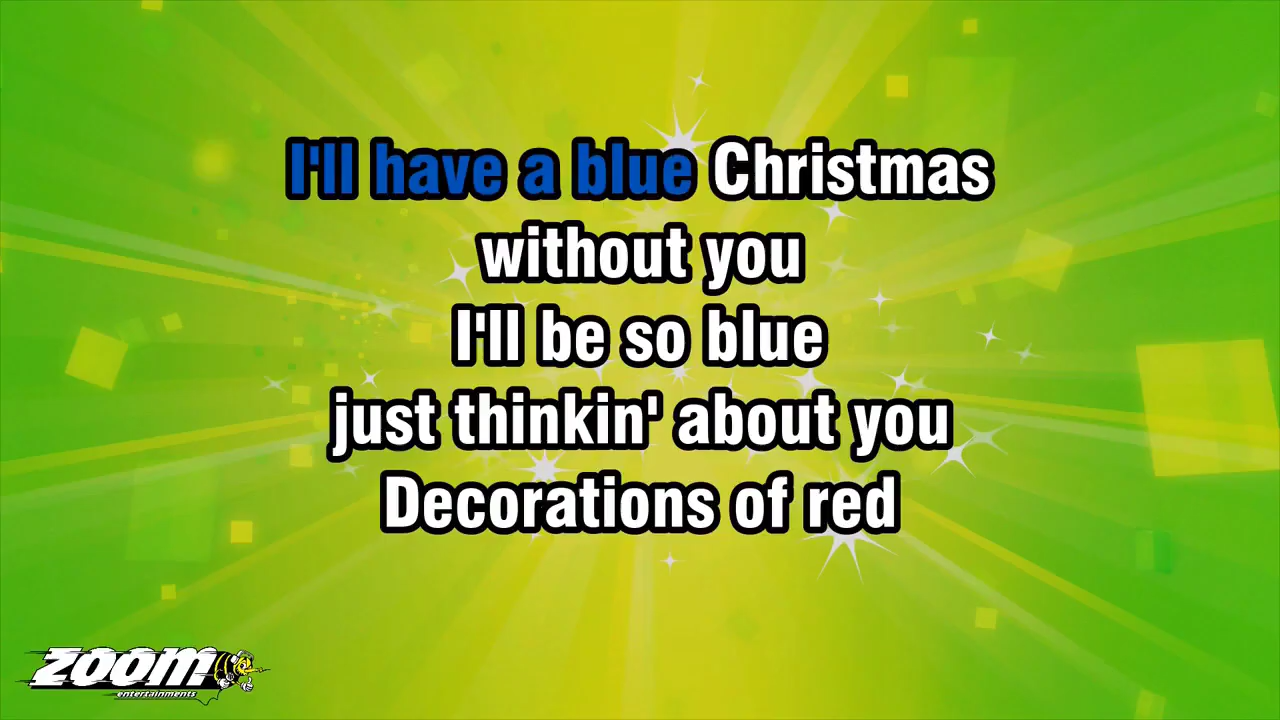 I'll have a blue Christmas
without you
I'll be so blue
just thinkin' about you
Decorations of red
ZOOM
entertainments